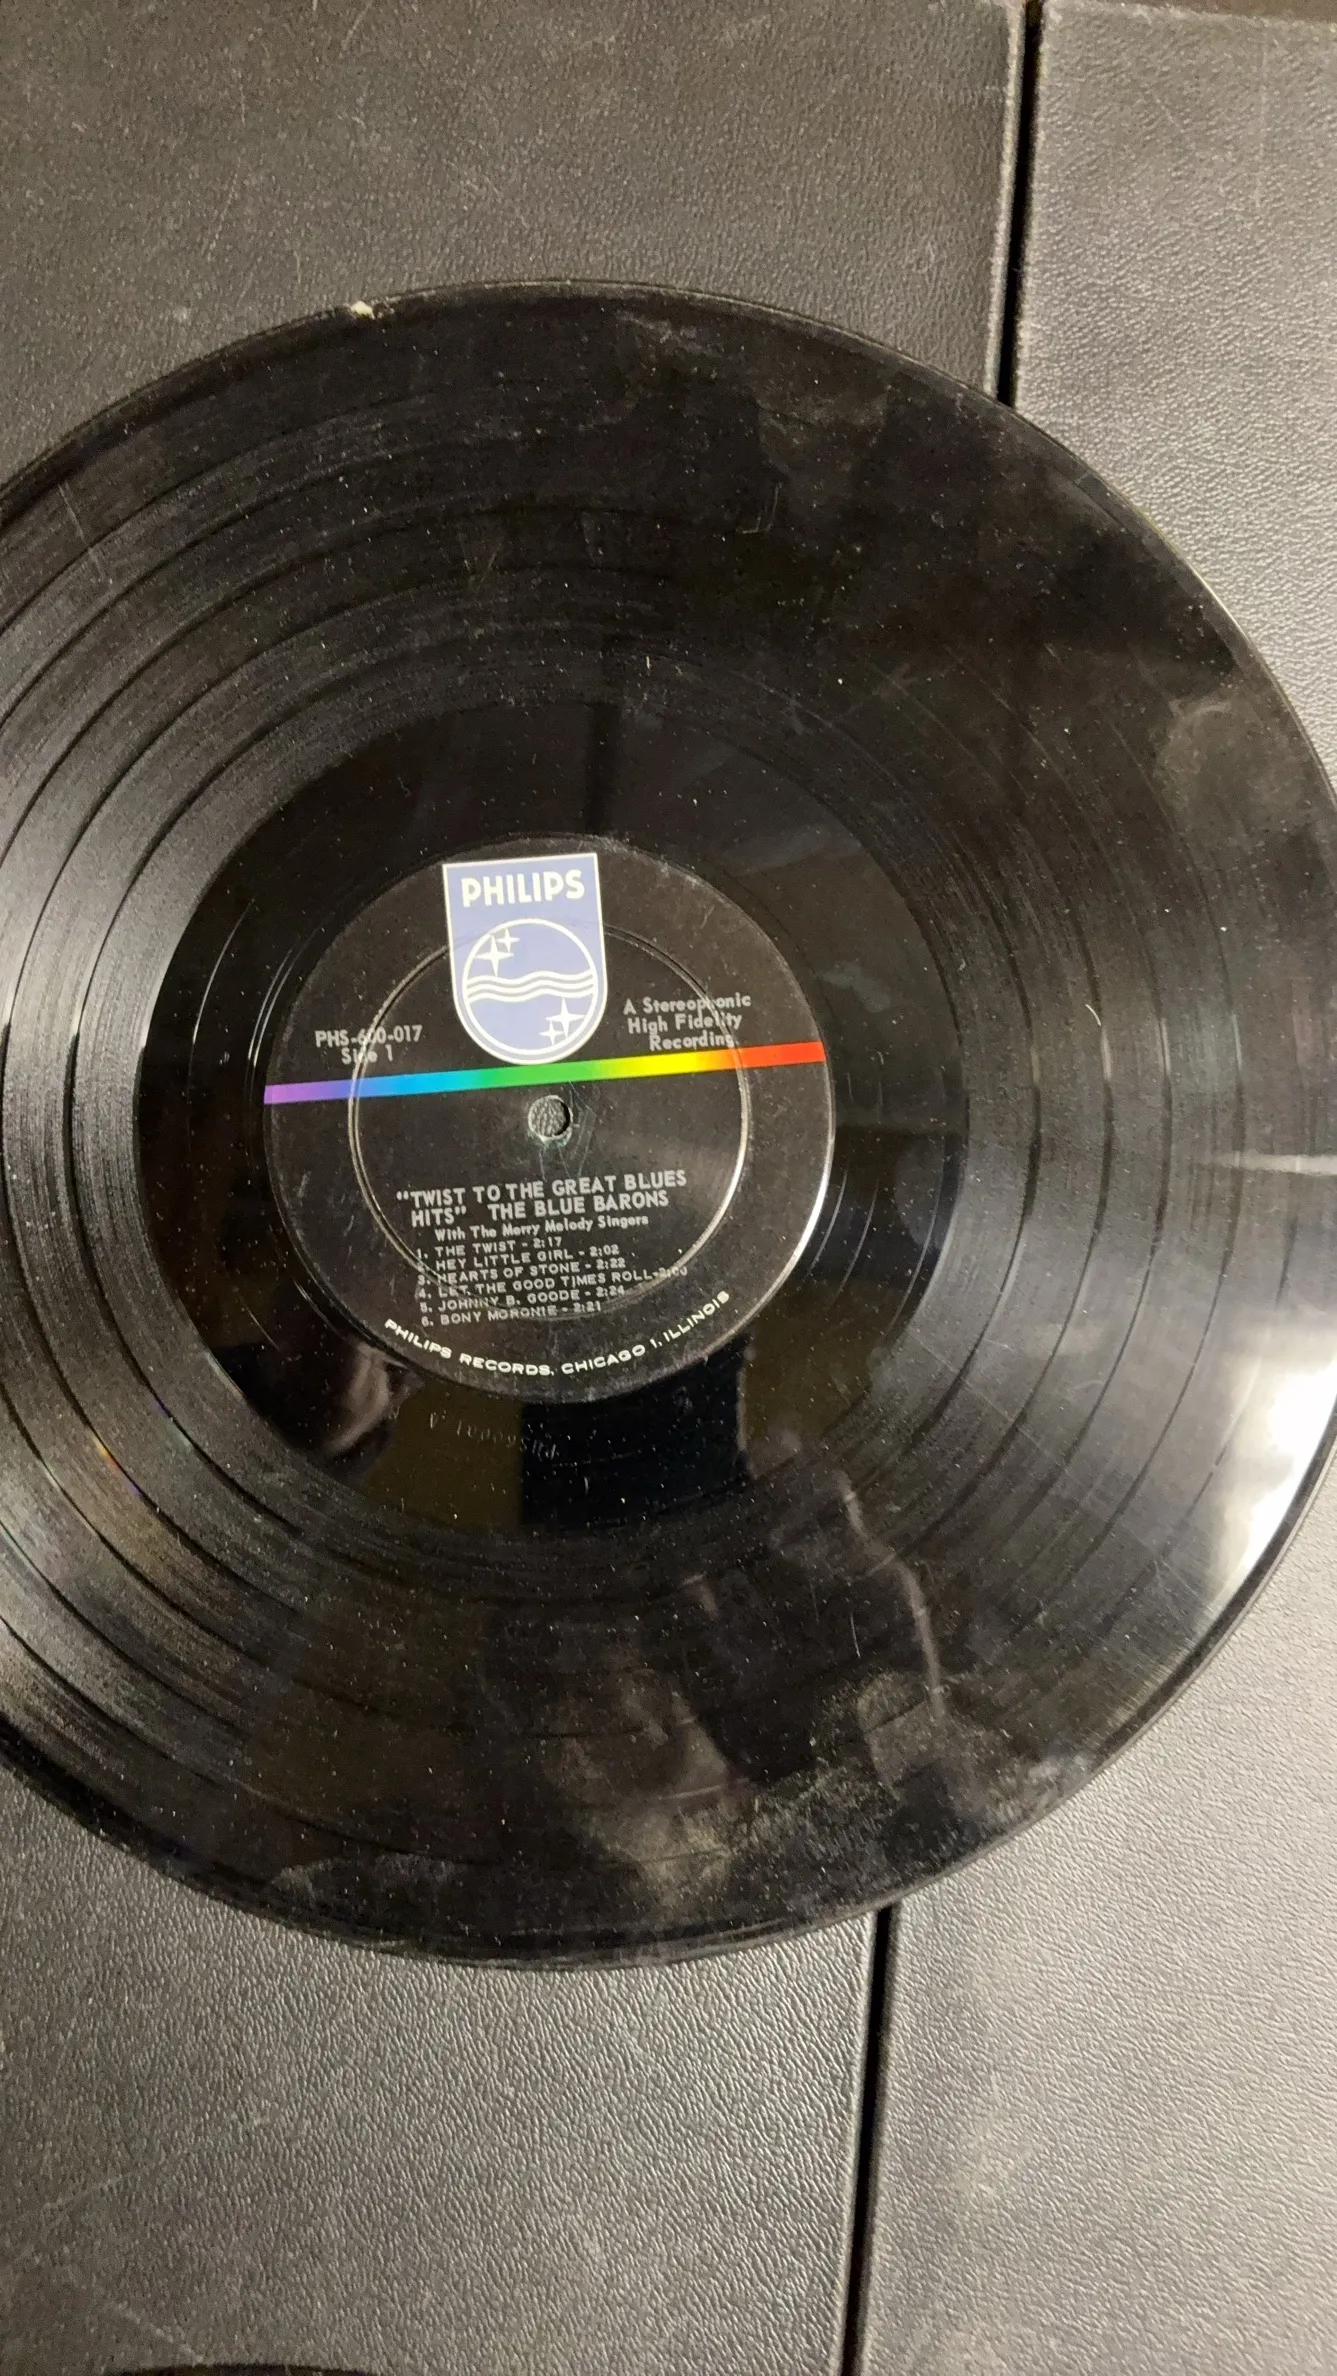 PHILIPS
PHS-600-017
Side 1
A Stereophonic
High Fidelity
Recording.
"TWIST TO THE GREAT BLUES
HITS" THE BLUE BARONS
With The Merry Melody Singers
1. THE TWIST - 2:17
2. HEY LITTLE GIRL - 2:02
3. HEARTS OF STONE - 2:22
4. LET THE GOOD TIMES ROLL
5. JOHNNY B. GOODE - 2:24
6. BONY MORONIE - 2:21
PHILIPS RECORDS, CHICAGO 1, ILLINOIS